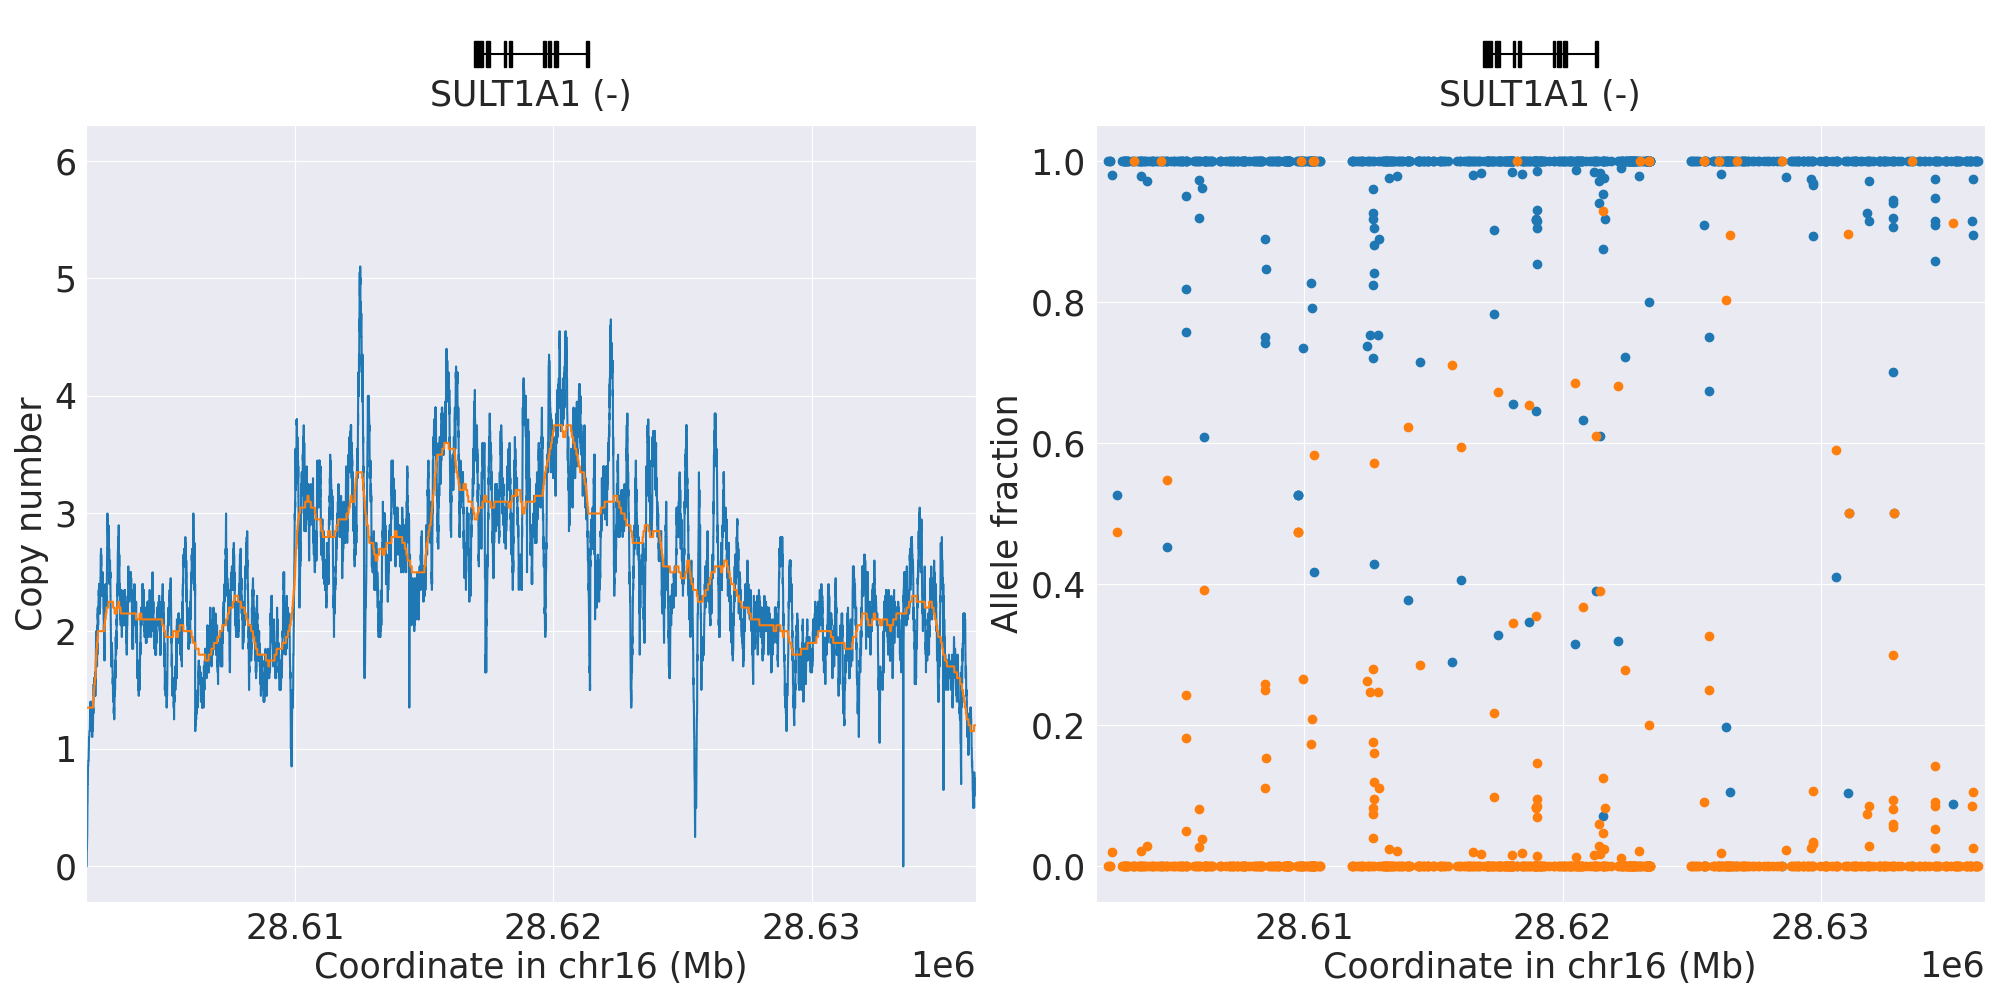 SULT1A1 (-)
6
5
4
3
2
1
0
Copy number
28.61
28.62
28.63
Coordinate in chr16 (Mb)
1e6
SULT1A1 (-)
1.0
0.8
0.6
0.4
0.2
0.0
Allele fraction
28.61
28.62
28.63
Coordinate in chr16 (Mb)
1e6